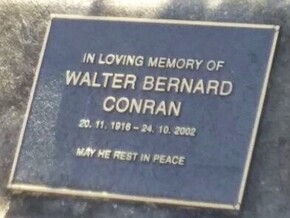 IN LOVING MEMORY OF
WALTER BERNARD
CONRAN
20. 11. 1916 - 24. 10. 2002
MAY HE REST IN PEACE